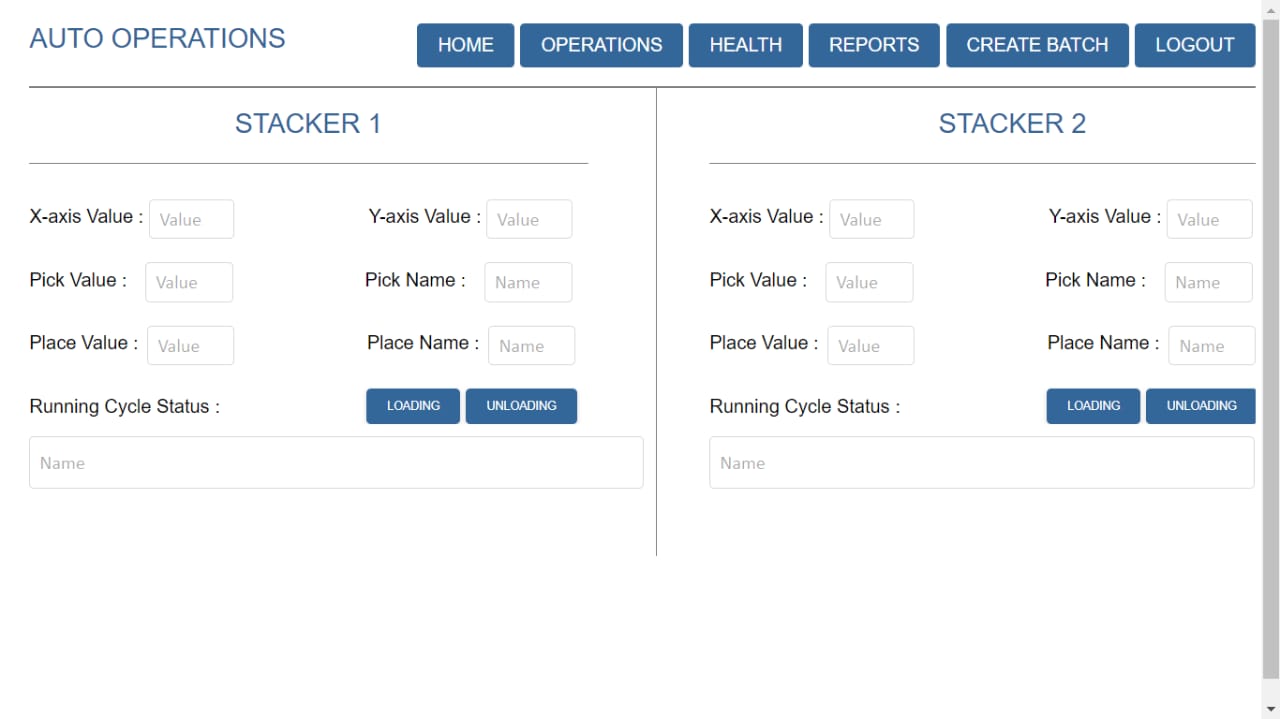 AUTO OPERATIONS
HOME OPERATIONS HEALTH REPORTS CREATE BATCH LOGOUT
STACKER 1
X-axis Value : Value Y-axis Value : Value
Pick Value : Value Pick Name : Name
Place Value : Value Place Name : Name
Running Cycle Status : LOADING UNLOADING
Name
STACKER 2
X-axis Value : Value Y-axis Value : Value
Pick Value : Value Pick Name : Name
Place Value : Value Place Name : Name
Running Cycle Status : LOADING UNLOADING
Name